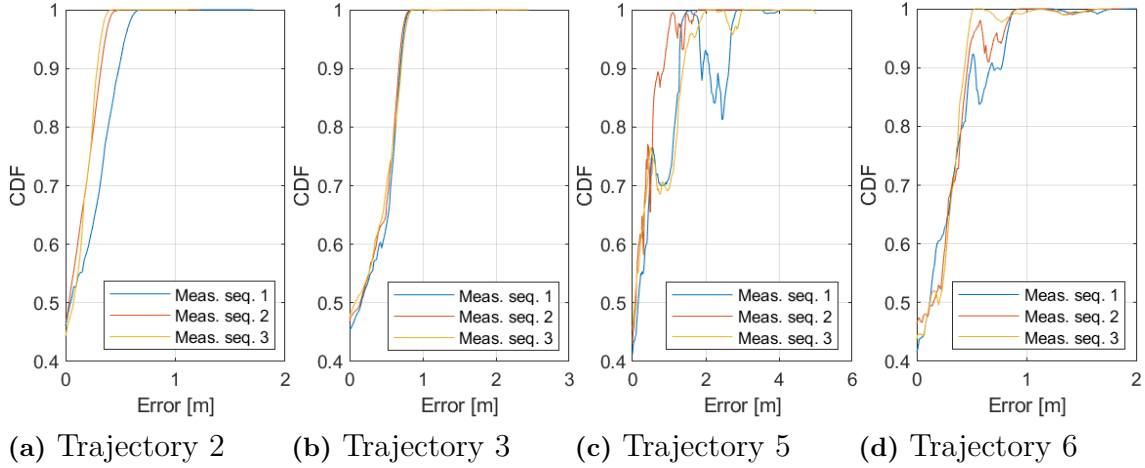 CDF
1
0.9
0.8
0.7
0.6
0.5
0.4
0 1 2
Error [m]
Meas. seq. 1
Meas. seq. 2
Meas. seq. 3
(a) Trajectory 2
CDF
1
0.9
0.8
0.7
0.6
0.5
0.4
0 1 2 3
Error [m]
Meas. seq. 1
Meas. seq. 2
Meas. seq. 3
(b) Trajectory 3
CDF
1
0.9
0.8
0.7
0.6
0.5
0.4
0 2 4 6
Error [m]
Meas. seq. 1
Meas. seq. 2
Meas. seq. 3
(c) Trajectory 5
CDF
1
0.9
0.8
0.7
0.6
0.5
0.4
0 1 2
Error [m]
Meas. seq. 1
Meas. seq. 2
Meas. seq. 3
(d) Trajectory 6